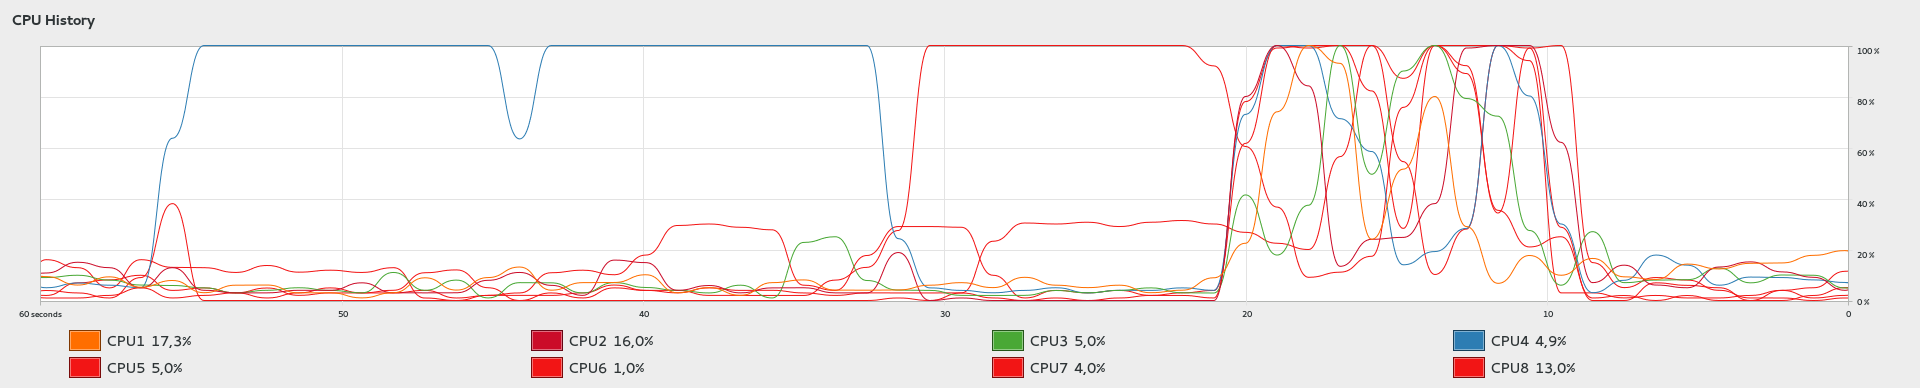 CPU History
100 %
80 %
60 %
40 %
20 %
0 %
60 seconds 50 40 30 20 10 0
CPU1 17,3% CPU2 16,0% CPU3 5,0% CPU4 4,9%
CPU5 5,0% CPU6 1,0% CPU7 4,0% CPU8 13,0%